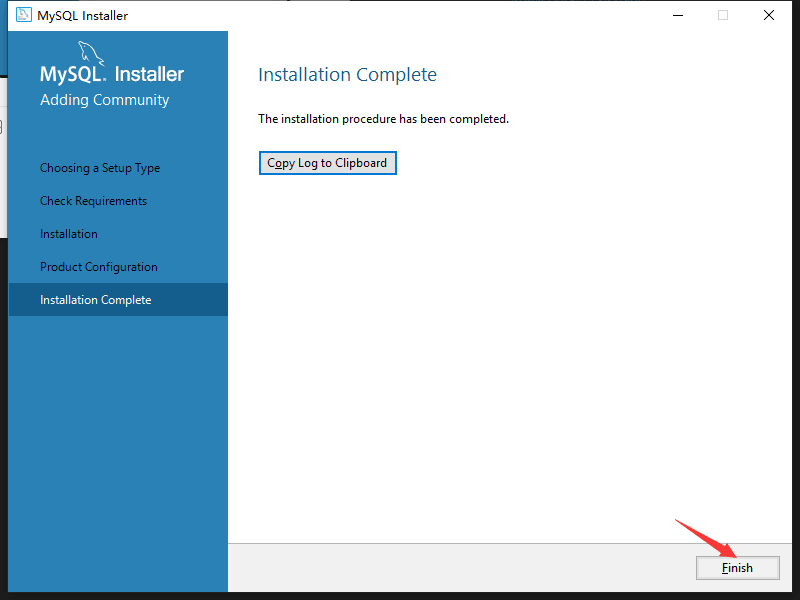 MySQL Installer
MySQL. Installer
Adding Community
Choosing a Setup Type
Check Requirements
Installation
Product Configuration
Installation Complete
Installation Complete
The installation procedure has been completed.
Copy Log to Clipboard
Finish